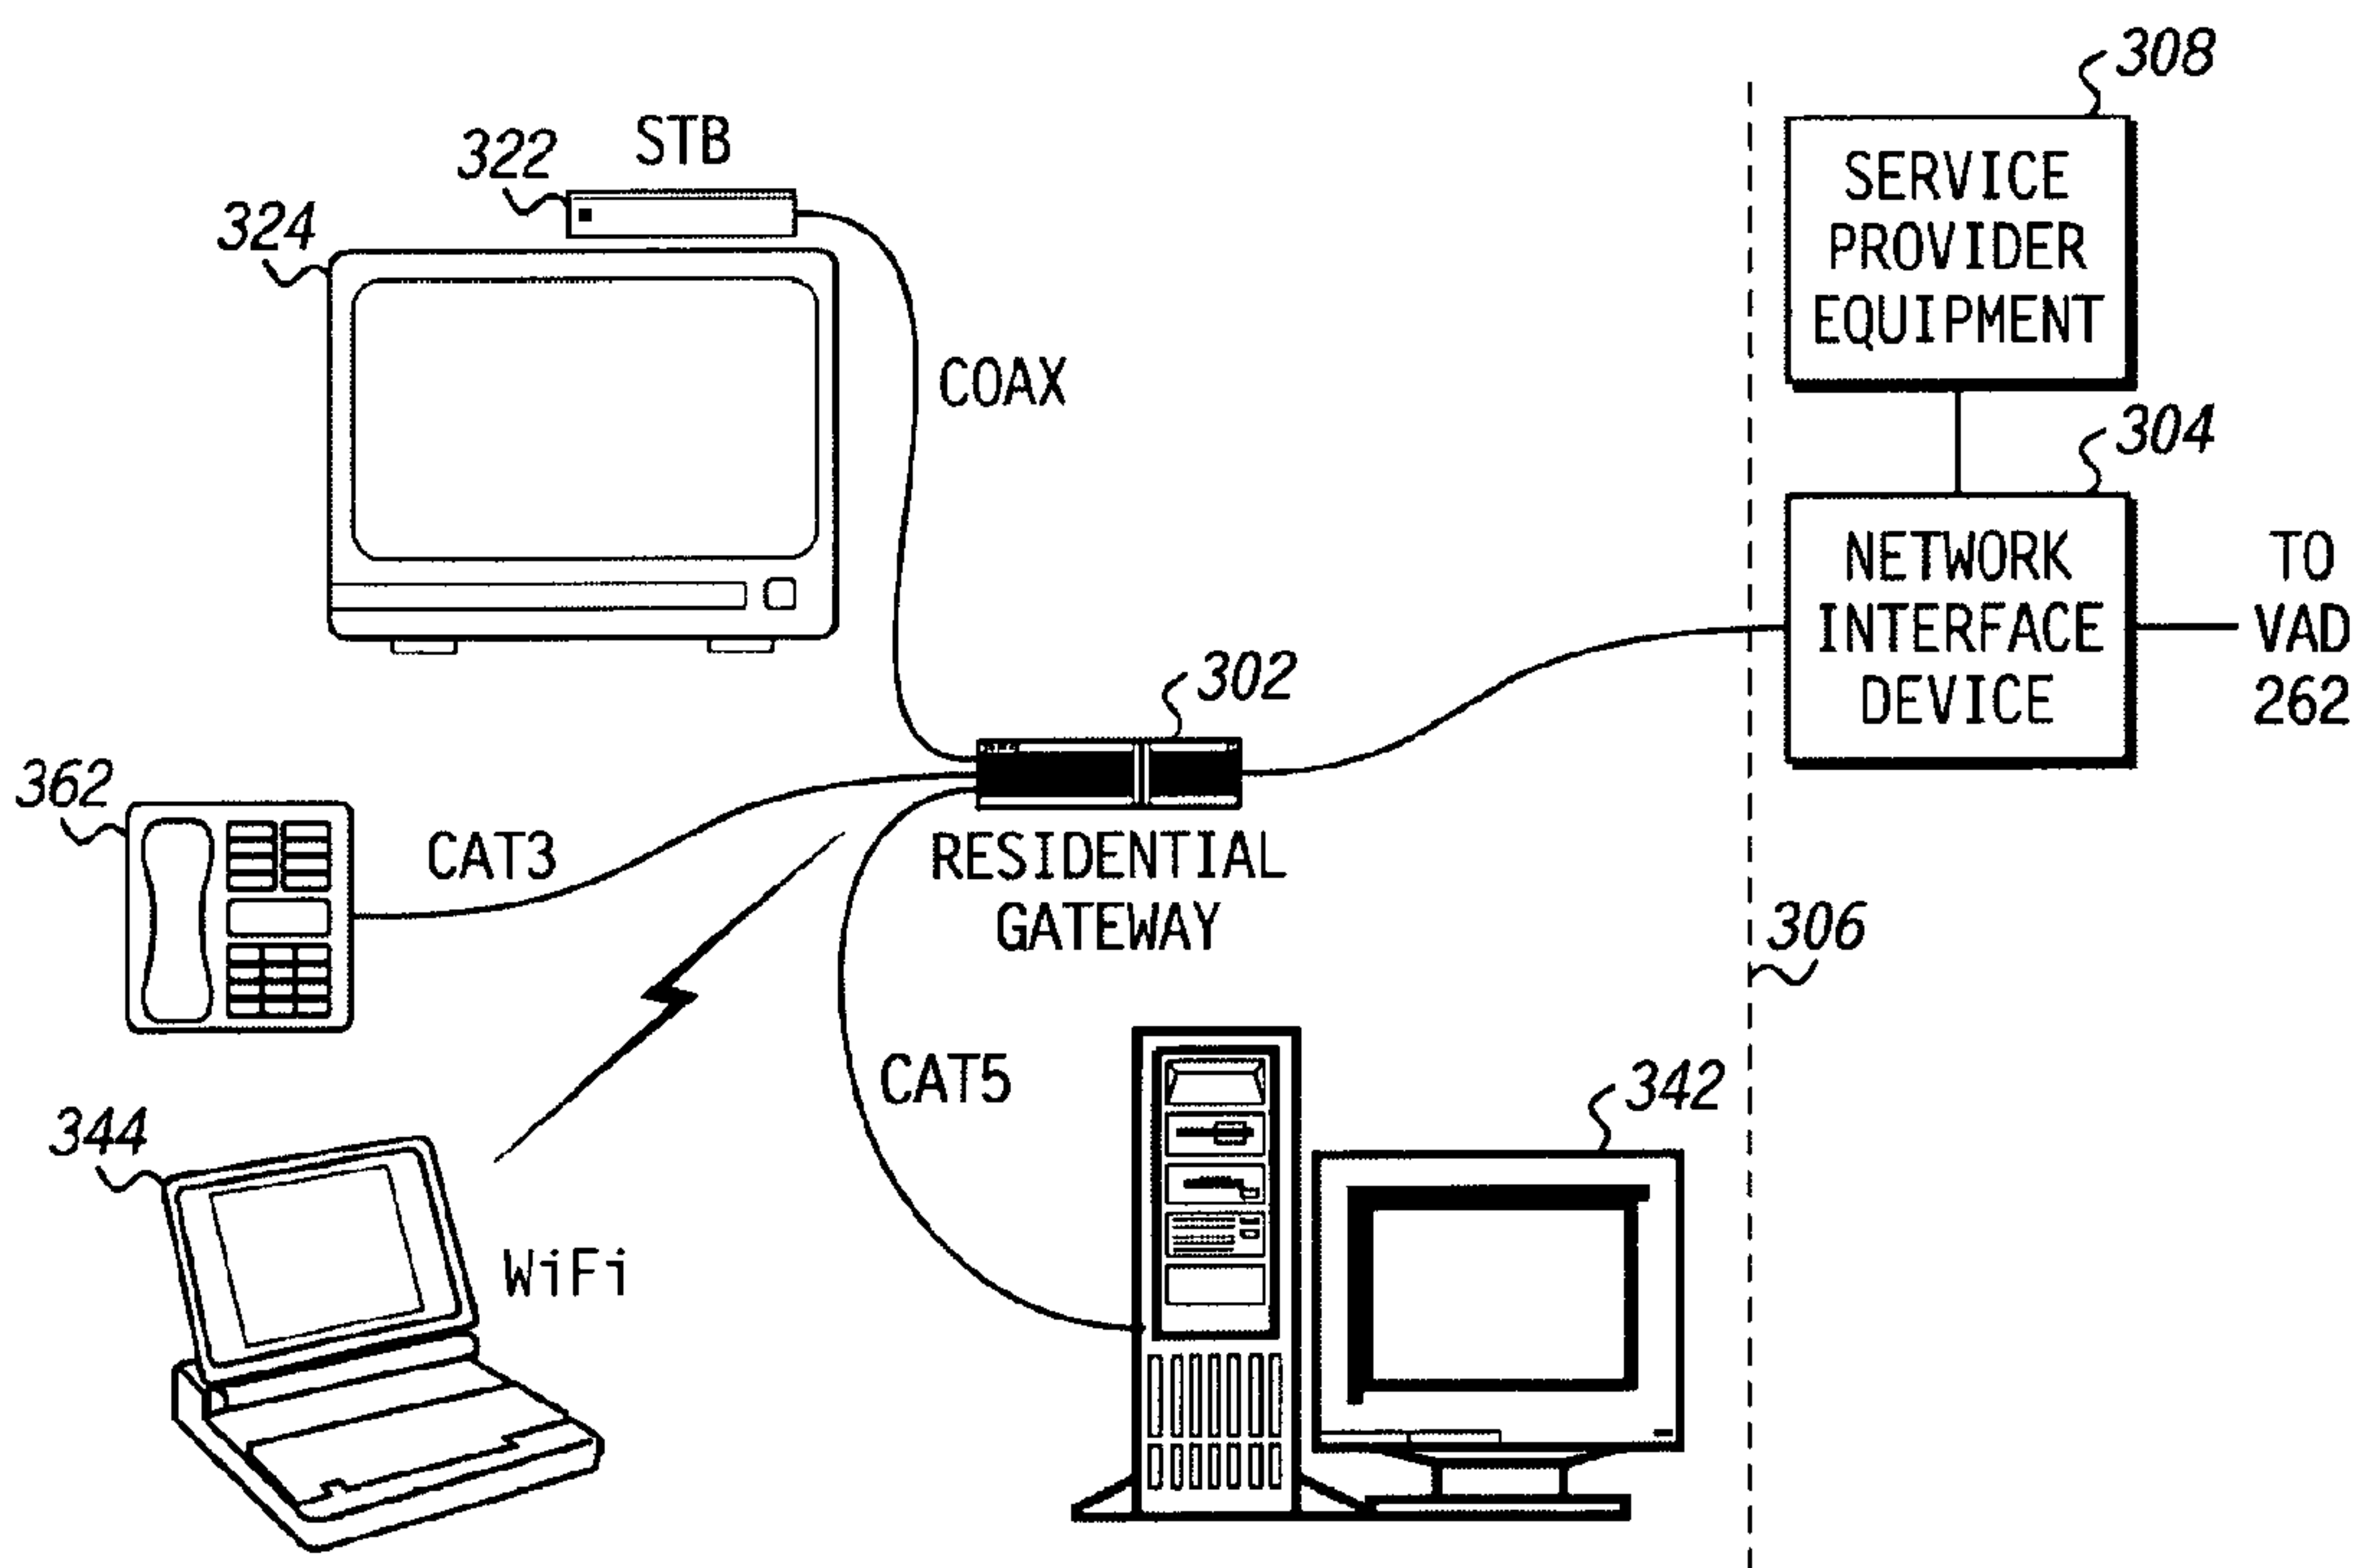 308
SERVICE
PROVIDER
EQUIPMENT
322
STB
324
COAX
304
NETWORK
INTERFACE
DEVICE
TO
VAD
262
302
RESIDENTIAL
GATEWAY
362
CAT3
306
CAT5
342
344
WiFi